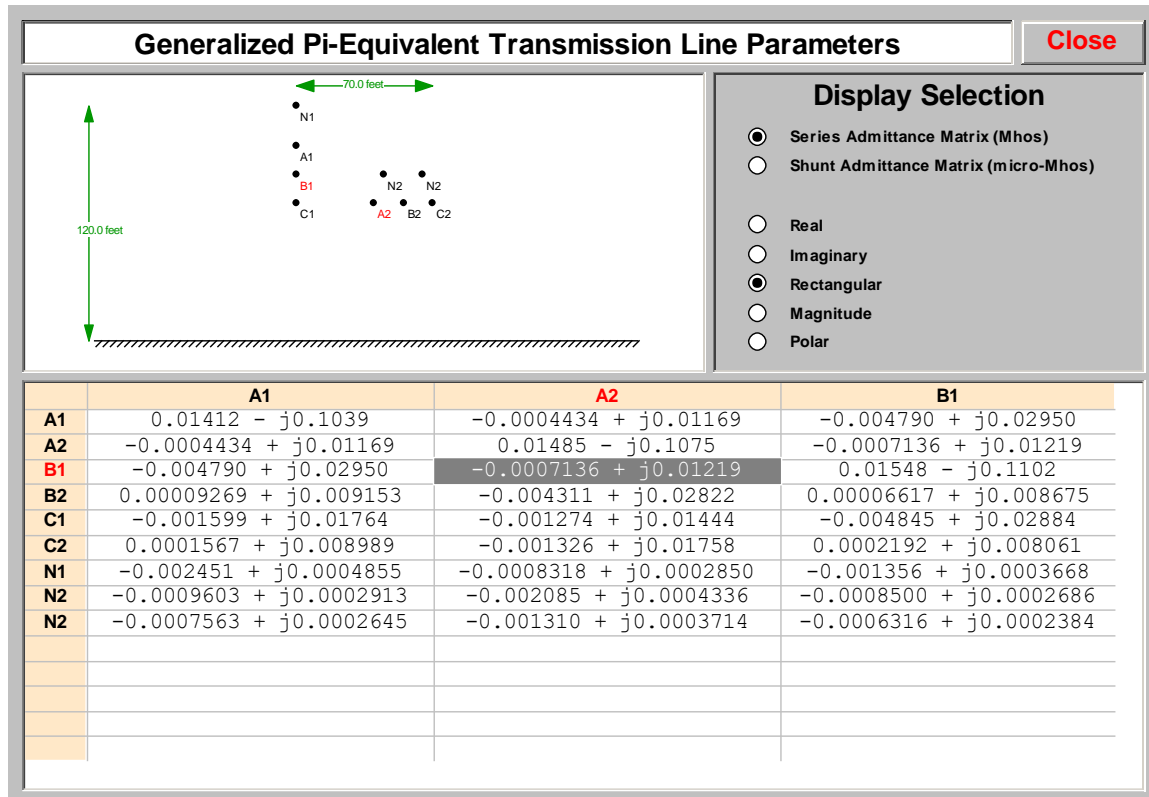 Generalized Pi-Equivalent Transmission Line Parameters
Close
70.0 feet
N1
A1
B1
N2
N2
C1
A2
B2
C2
120.0 feet
Display Selection
Series Admittance Matrix (Mhos)
Shunt Admittance Matrix (micro-Mhos)
Real
Imaginary
Rectangular
Magnitude
Polar
A1 A2 B1
A1 0.01412 - j0.1039 -0.0004434 + j0.01169 -0.004790 + j0.02950
A2 -0.0004434 + j0.01169 0.01485 - j0.1075 -0.0007136 + j0.01219
B1 -0.004790 + j0.02950 -0.0007136 + j0.01219 0.01548 - j0.1102
B2 0.00009269 + j0.009153 -0.004311 + j0.02822 0.00006617 + j0.008675
C1 -0.001599 + j0.01764 -0.001274 + j0.01444 -0.004845 + j0.02884
C2 0.0001567 + j0.008989 -0.001326 + j0.01758 0.0002192 + j0.008061
N1 -0.002451 + j0.0004855 -0.0008318 + j0.0002850 -0.001356 + j0.0003668
N2 -0.0009603 + j0.0002913 -0.002085 + j0.0004336 -0.0008500 + j0.0002686
N2 -0.0007563 + j0.0002645 -0.001310 + j0.0003714 -0.0006316 + j0.0002384